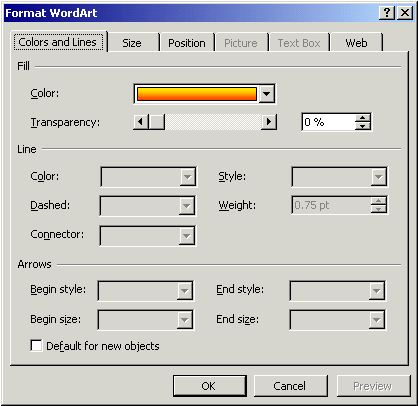 Format WordArt
Colors and Lines Size Position Picture Text Box Web
Fill
Color:
Transparency: 0 %
Line
Color: Style:
Dashed: Weight: 0.75 pt
Connector:
Arrows
Begin style: End style:
Begin size: End size:
Default for new objects
OK Cancel Preview